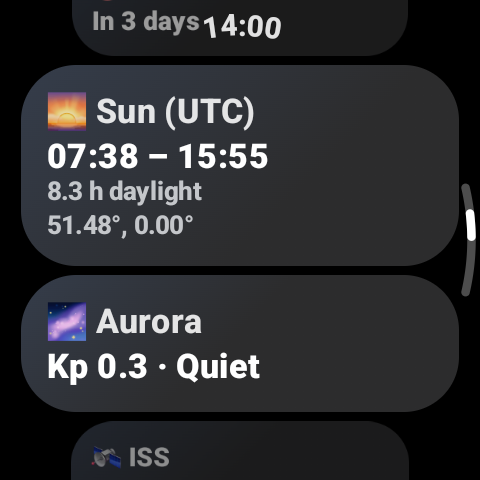 In 3 days
14:00
Sun (UTC)
07:38 – 15:55
8.3 h daylight
51.48°, 0.00°
Aurora
Kp 0.3 · Quiet
ISS